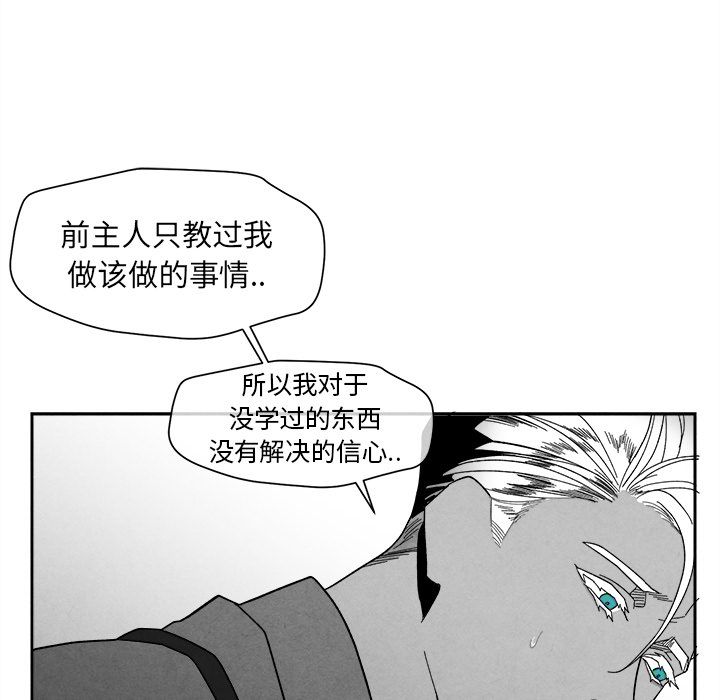 前主人只教过我
做该做的事情..
所以我对于
没学过的东西
没有解决的信心..